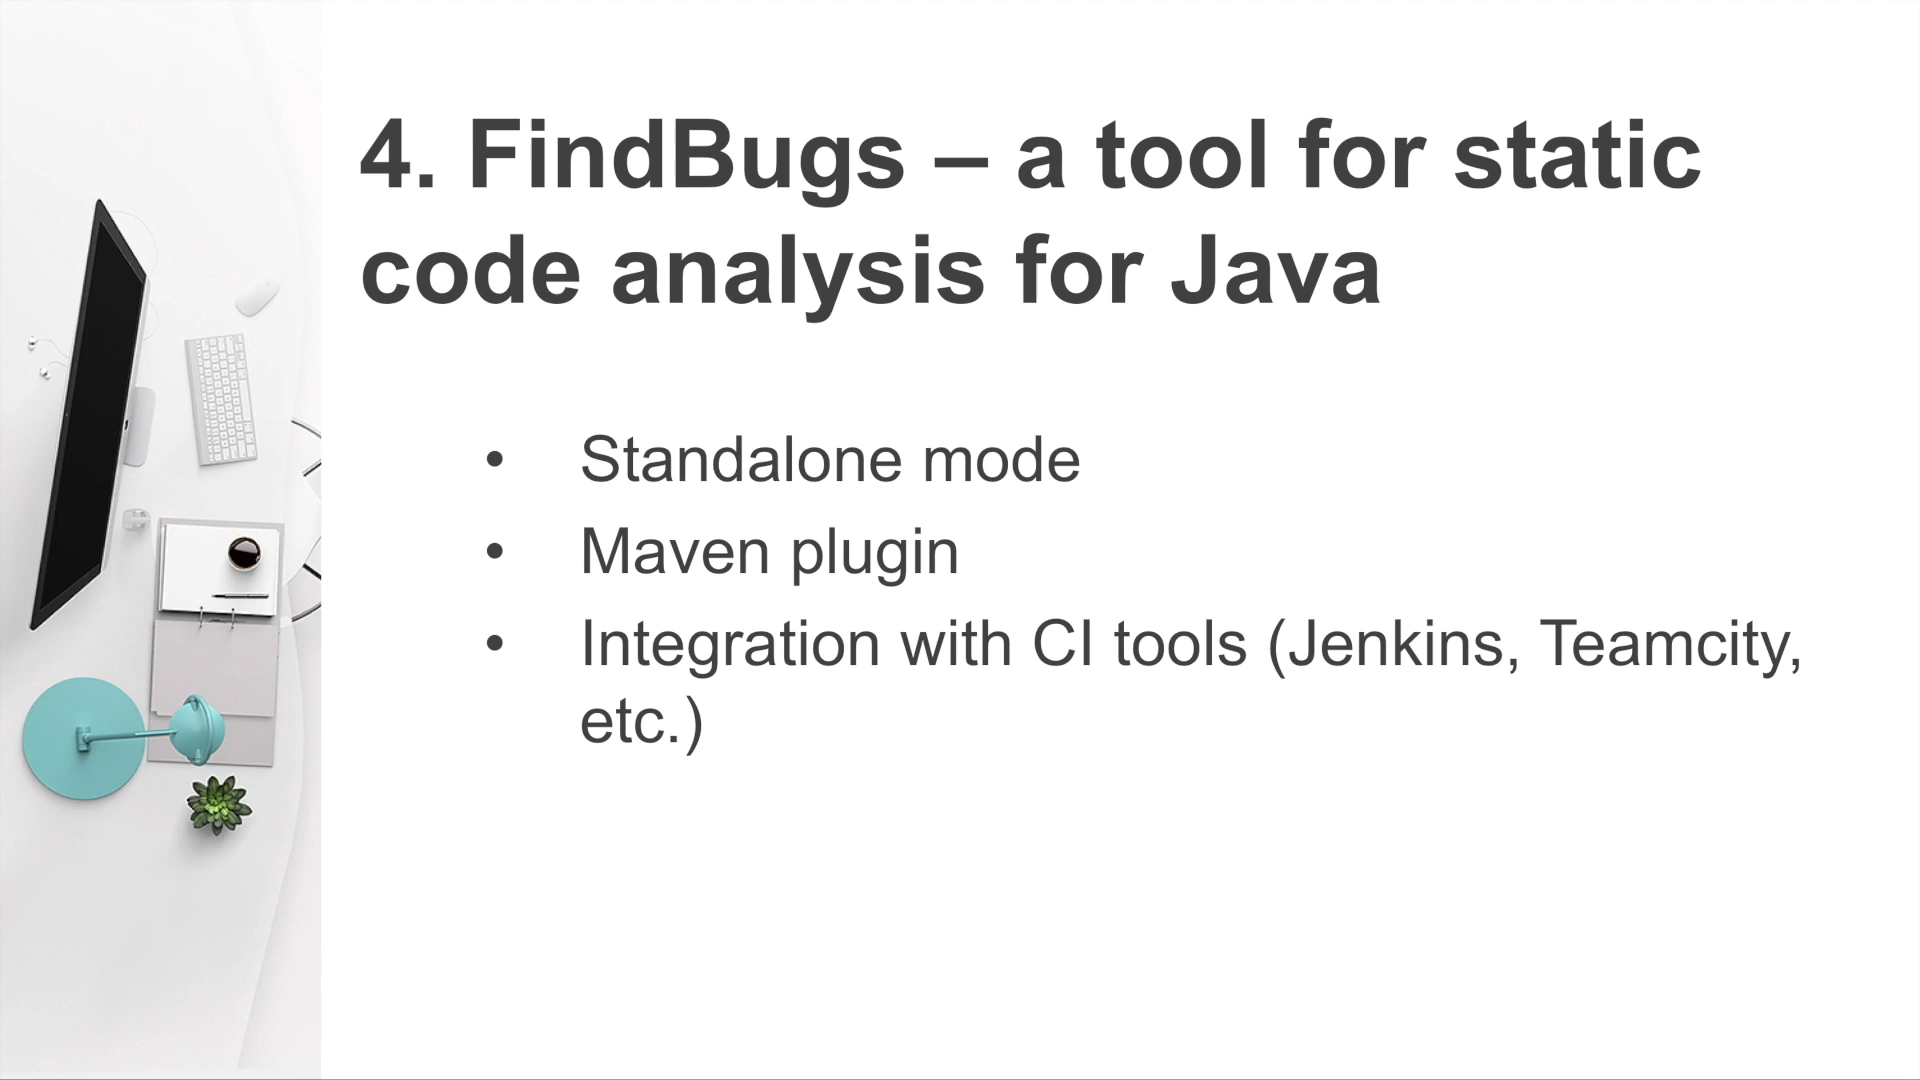 4. FindBugs – a tool for static
code analysis for Java
• Standalone mode
• Maven plugin
• Integration with CI tools (Jenkins, Teamcity,
etc.)